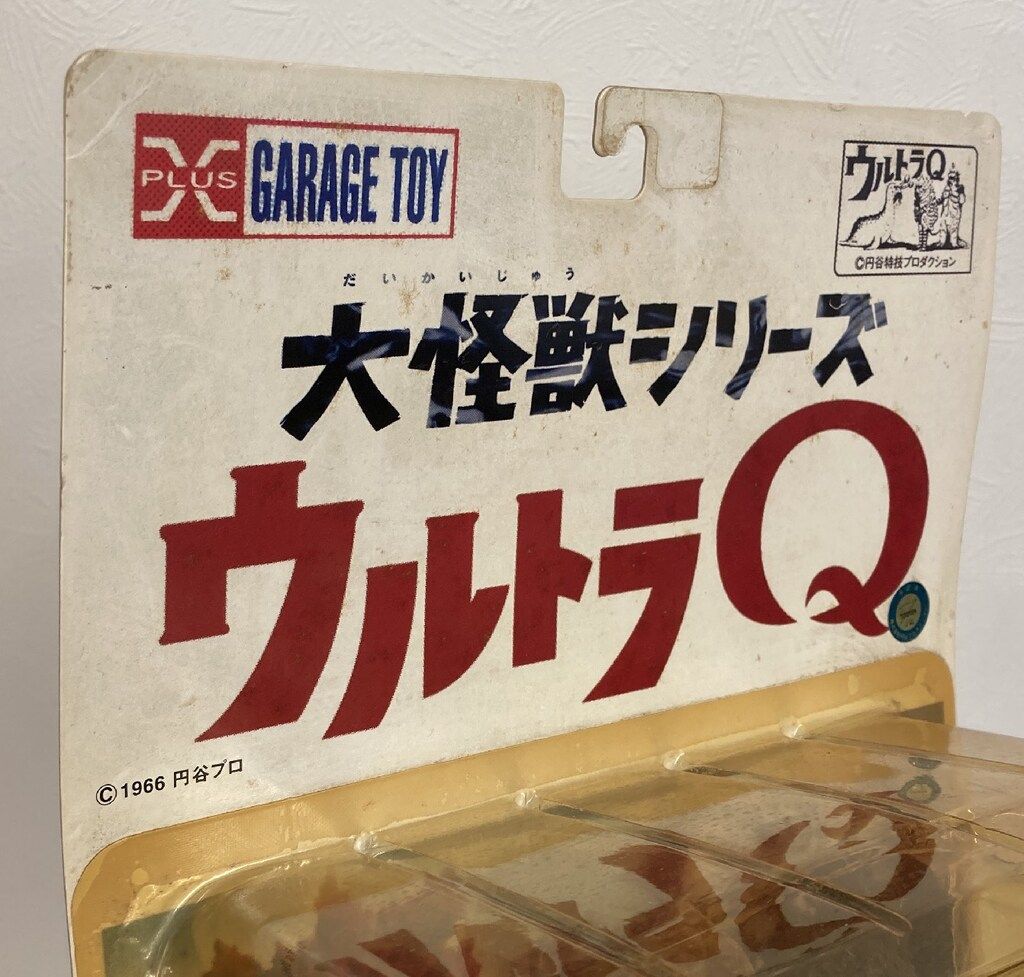 X PLUS GARAGE TOY
ウルトラQ
©円谷特技プロダクション
だいかいじゅう
大怪獣シリーズ
ウルトラQ
©1966 円谷プロ